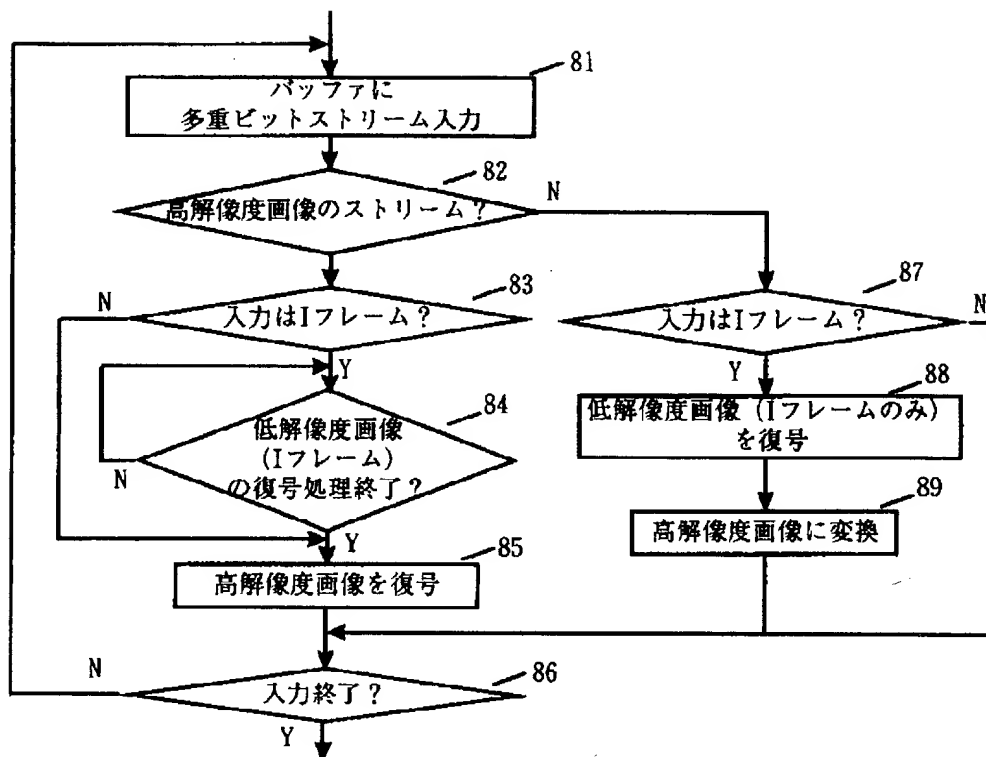 81
バッファに
多重ビットストリーム入力
82
高解像度画像のストリーム？
N
83
N
入力はIフレーム？
Y
84
低解像度画像
(Iフレーム)
の復号処理終了？
N
Y
85
高解像度画像を復号
87
入力はIフレーム？
N
Y
88
低解像度画像 (Iフレームのみ)
を復号
89
高解像度画像に変換
N
86
入力終了？
Y